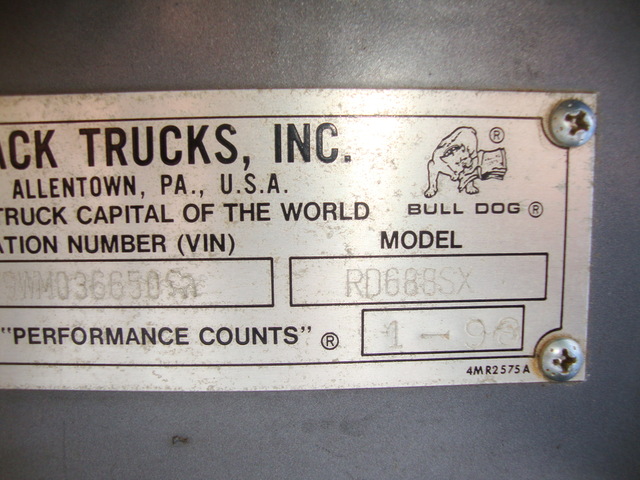 ACK TRUCKS, INC.
ALLENTOWN, PA., U.S.A.
TRUCK CAPITAL OF THE WORLD
BULL DOG ®
ATION NUMBER (VIN)
MODEL
RD688SX
"PERFORMANCE COUNTS" ®
4MR2575A